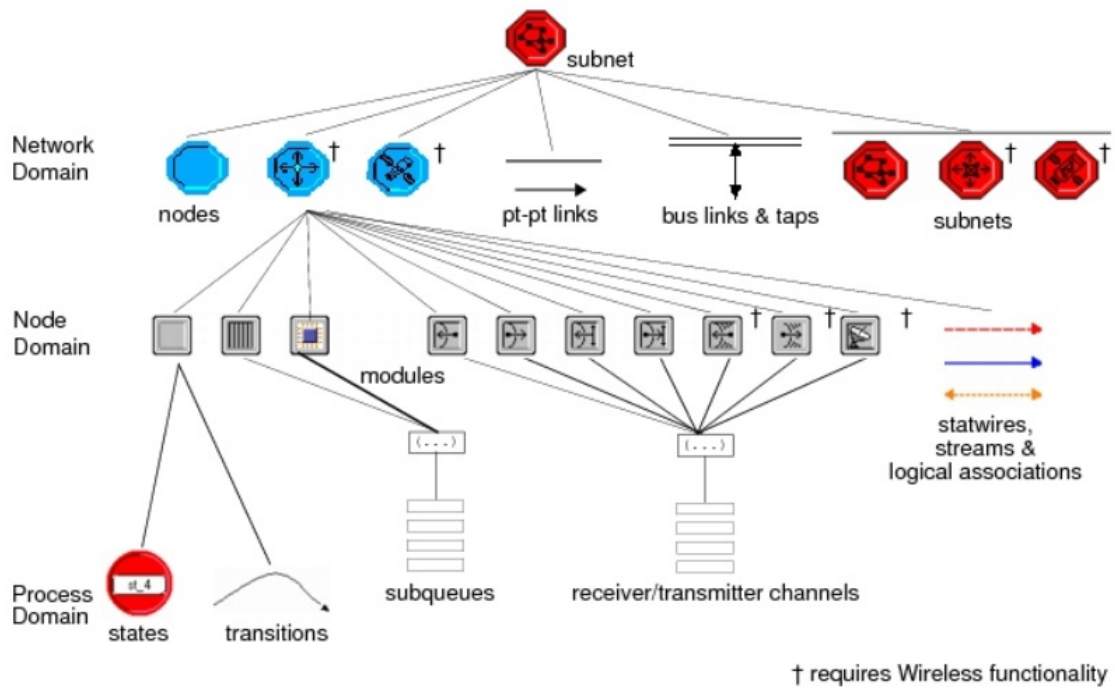 subnet
Network
Domain
†
†
†
†
nodes
pt-pt links
bus links & taps
subnets
Node
Domain
†
†
†
modules
(...)
(...)
statwires,
streams &
logical associations
st_4
Process
Domain
subqueues
receiver/transmitter channels
states
transitions
† requires Wireless functionality